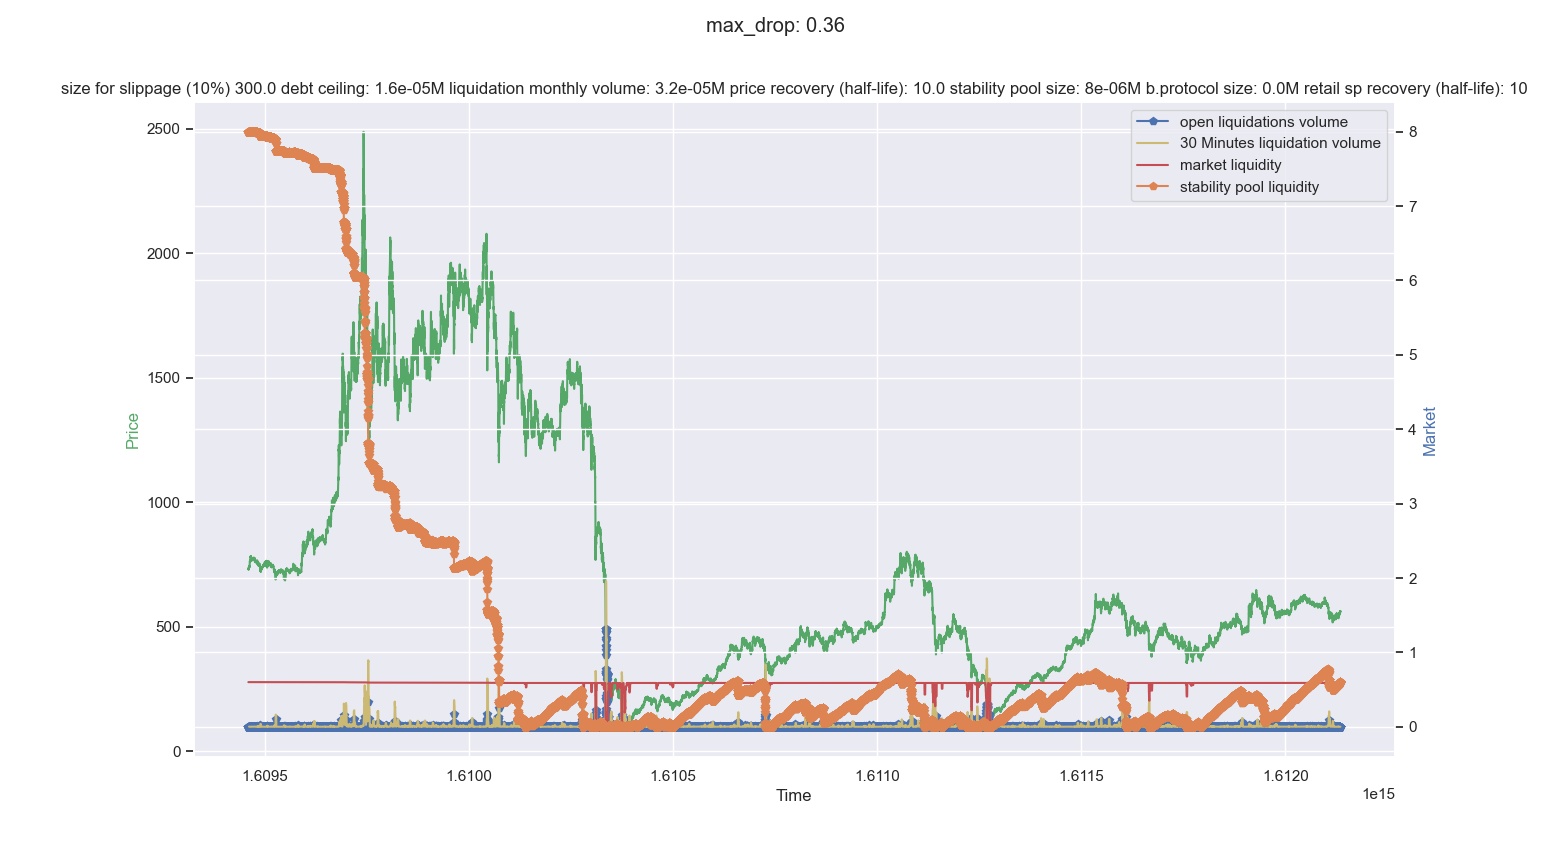 max_drop: 0.36
size for slippage (10%) 300.0 debt ceiling: 1.6e-05M liquidation monthly volume: 3.2e-05M price recovery (half-life): 10.0 stability pool size: 8e-06M b.protocol size: 0.0M retail sp recovery (half-life): 10
open liquidations volume
30 Minutes liquidation volume
market liquidity
stability pool liquidity
2500
2000
1500
1000
500
0
Price
8
7
6
5
4
3
2
1
0
Market
1.6095 1.6100 1.6105 1.6110 1.6115 1.6120
1e15
Time